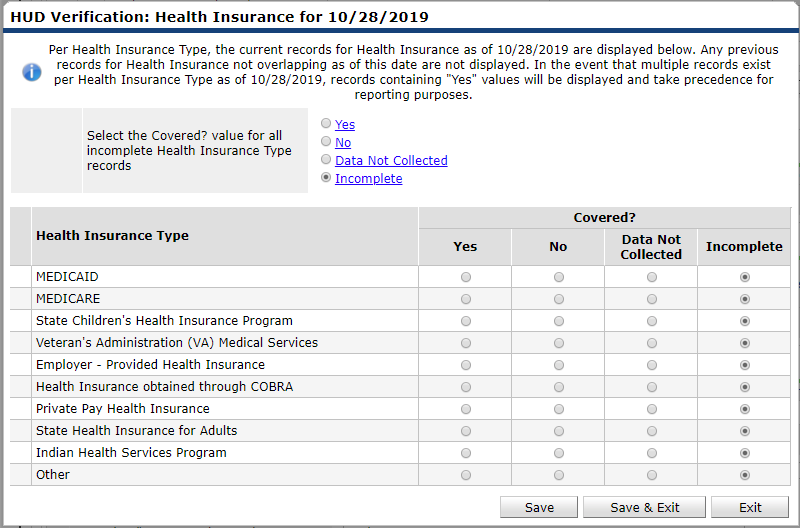 HUD Verification: Health Insurance for 10/28/2019
Per Health Insurance Type, the current records for Health Insurance as of 10/28/2019 are displayed below. Any previous
records for Health Insurance not overlapping as of this date are not displayed. In the event that multiple records exist
per Health Insurance Type as of 10/28/2019, records containing "Yes" values will be displayed and take precedence for
reporting purposes.
Select the Covered? value for all
incomplete Health Insurance Type
records
Yes
No
Data Not Collected
Incomplete
Health Insurance Type
Covered?
Yes
No
Data Not
Collected
Incomplete
MEDICAID
MEDICARE
State Children's Health Insurance Program
Veteran's Administration (VA) Medical Services
Employer - Provided Health Insurance
Health Insurance obtained through COBRA
Private Pay Health Insurance
State Health Insurance for Adults
Indian Health Services Program
Other
Save
Save & Exit
Exit